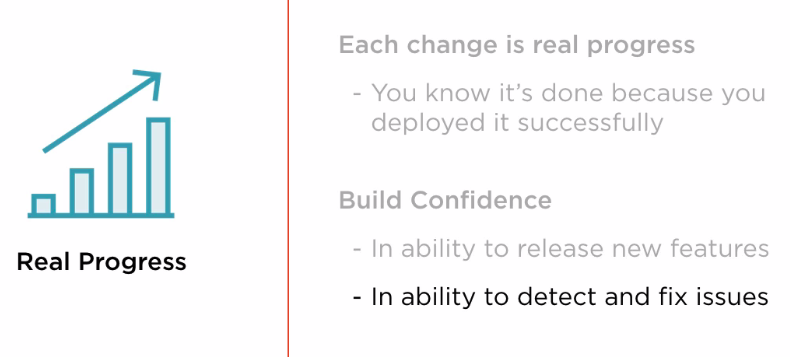 Real Progress
Each change is real progress
- You know it's done because you
deployed it successfully
Build Confidence
- In ability to release new features
- In ability to detect and fix issues